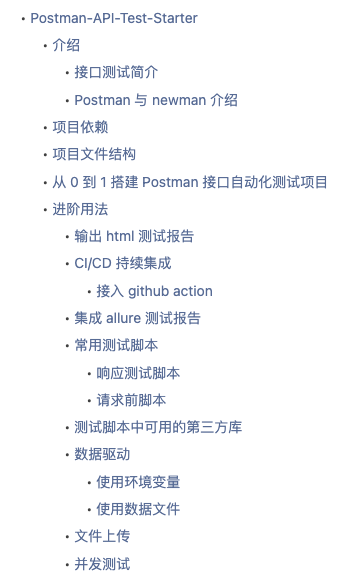 Postman-API-Test-Starter
介绍
接口测试简介
Postman 与 newman 介绍
项目依赖
项目文件结构
从 0 到 1 搭建 Postman 接口自动化测试项目
进阶用法
输出 html 测试报告
CI/CD 持续集成
接入 github action
集成 allure 测试报告
常用测试脚本
响应测试脚本
请求前脚本
测试脚本中可用的第三方库
数据驱动
使用环境变量
使用数据文件
文件上传
并发测试